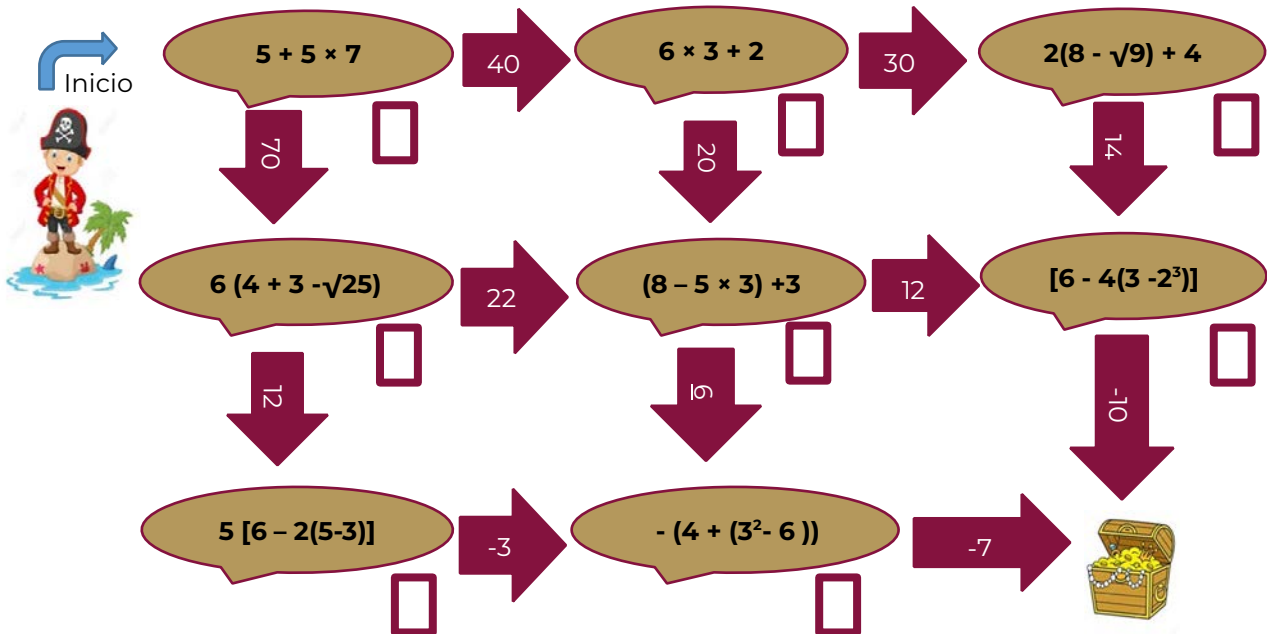 Inicio
5 + 5 × 7
40
6 × 3 + 2
30
2(8 - √9) + 4
70
20
14
6 (4 + 3 -√25)
22
(8 – 5 × 3) +3
12
[6 - 4(3 -2³)]
12
6
-10
5 [6 – 2(5-3)]
-3
- (4 + (3²- 6 ))
-7